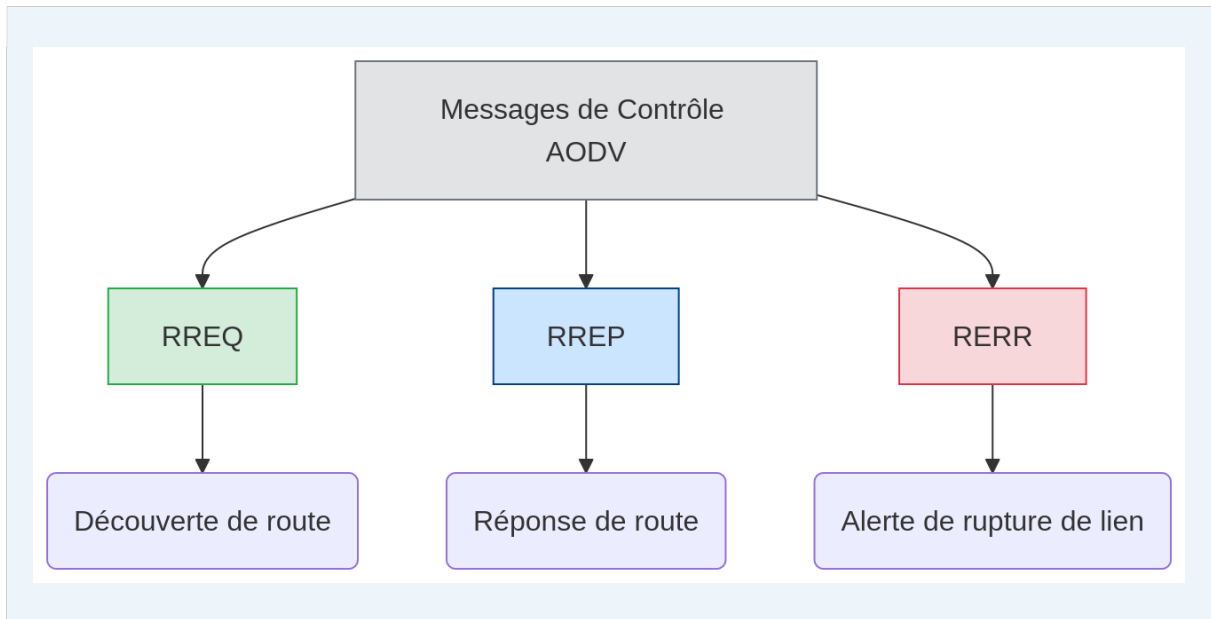 Messages de Contrôle
AODV
RREQ
RREP
RERR
Découverte de route
Réponse de route
Alerte de rupture de lien